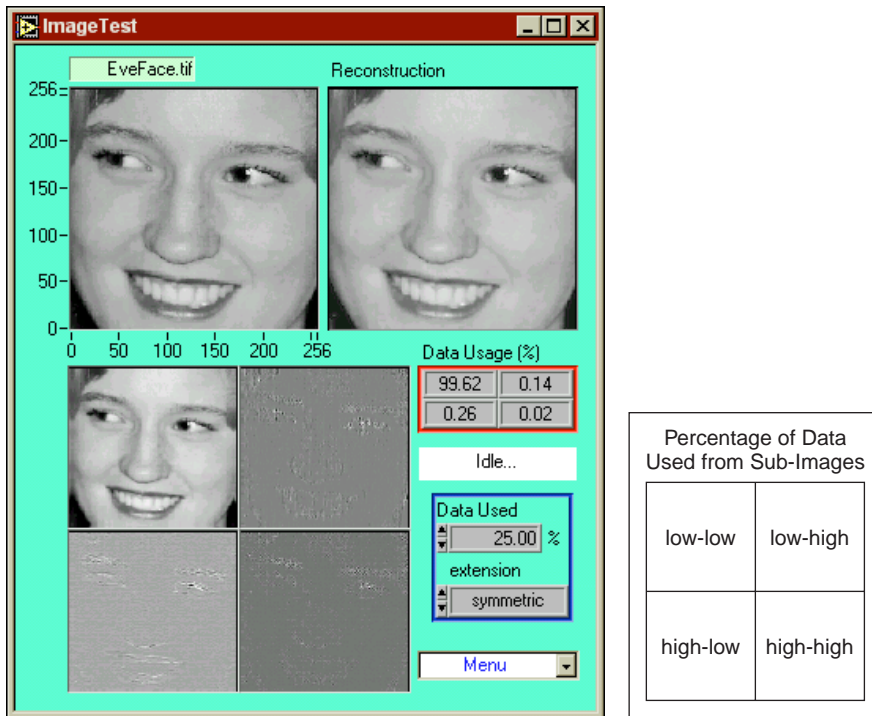 ImageTest
EveFace.tif
Reconstruction
256
200
150
100
50
0
0 50 100 150 200 256
Data Usage (%)
99.62 0.14
0.26 0.02
Idle...
Data Used
25.00 %
extension
symmetric
Menu
Percentage of Data
Used from Sub-Images
low-low low-high
high-low high-high